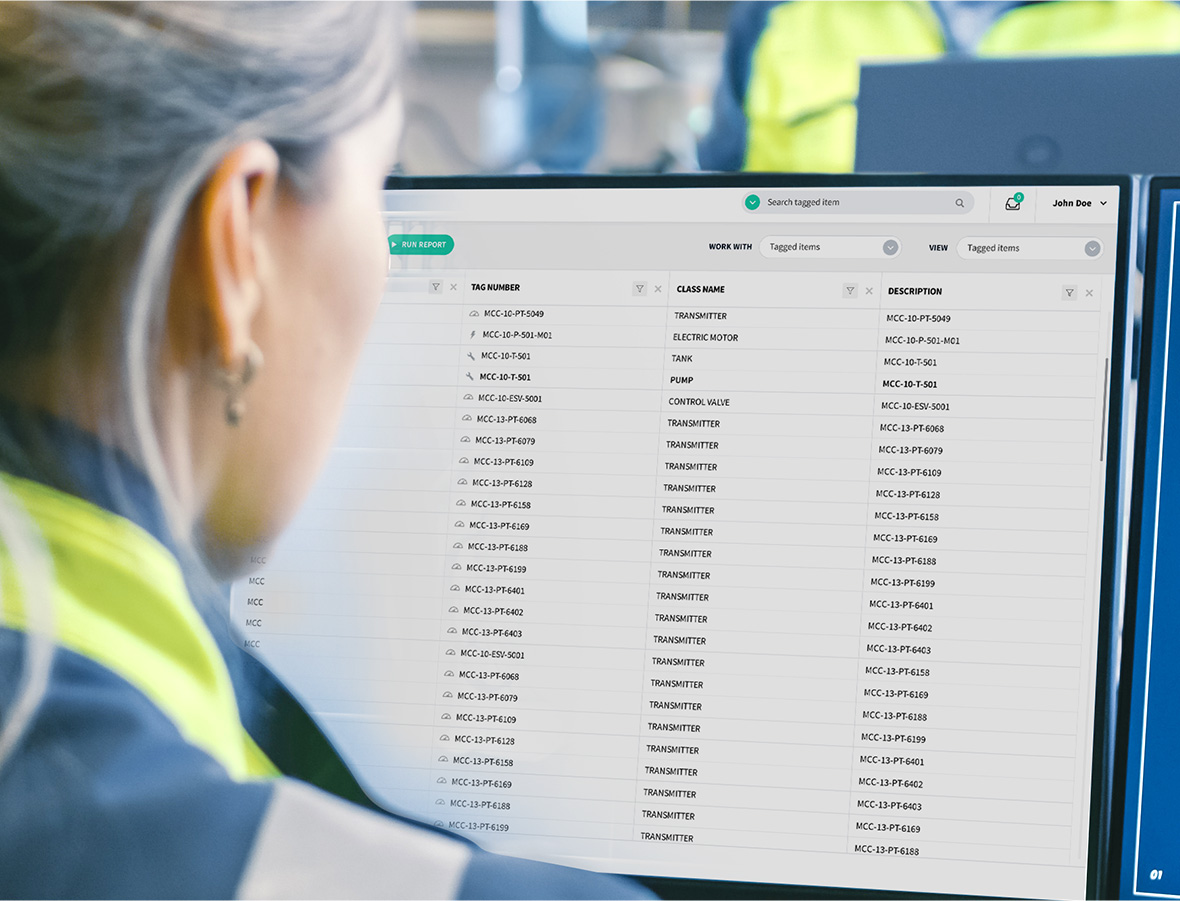 Search tagged item 0 John Doe
RUN REPORT WORK WITH Tagged items VIEW Tagged items
TAG NUMBER CLASS NAME DESCRIPTION
MCC-10-PT-5049 TRANSMITTER MCC-10-PT-5049
MCC-10-P-501-M01 ELECTRIC MOTOR MCC-10-P-501-M01
MCC-10-T-501 TANK MCC-10-T-501
MCC-10-T-501 PUMP MCC-10-T-501
MCC-10-ESV-5001 CONTROL VALVE MCC-10-ESV-5001
MCC-13-PT-6068 TRANSMITTER MCC-13-PT-6068
MCC-13-PT-6079 TRANSMITTER MCC-13-PT-6079
MCC-13-PT-6109 TRANSMITTER MCC-13-PT-6109
MCC-13-PT-6128 TRANSMITTER MCC-13-PT-6128
MCC-13-PT-6158 TRANSMITTER MCC-13-PT-6158
MCC-13-PT-6169 TRANSMITTER MCC-13-PT-6169
MCC-13-PT-6188 TRANSMITTER MCC-13-PT-6188
MCC MCC-13-PT-6199 TRANSMITTER MCC-13-PT-6199
MCC MCC-13-PT-6401 TRANSMITTER MCC-13-PT-6401
MCC MCC-13-PT-6402 TRANSMITTER MCC-13-PT-6402
MCC MCC-13-PT-6403 TRANSMITTER MCC-13-PT-6403
MCC MCC-10-ESV-5001 TRANSMITTER MCC-13-PT-6158
MCC-13-PT-6068 TRANSMITTER MCC-13-PT-6169
MCC-13-PT-6079 TRANSMITTER MCC-13-PT-6188
MCC-13-PT-6109 TRANSMITTER MCC-13-PT-6199
MCC-13-PT-6128 TRANSMITTER MCC-13-PT-6401
MCC-13-PT-6158 TRANSMITTER MCC-13-PT-6402
MCC-13-PT-6169 TRANSMITTER MCC-13-PT-6403
MCC-13-PT-6188 TRANSMITTER MCC-13-PT-6169
MCC-13-PT-6199 TRANSMITTER MCC-13-PT-6188
01